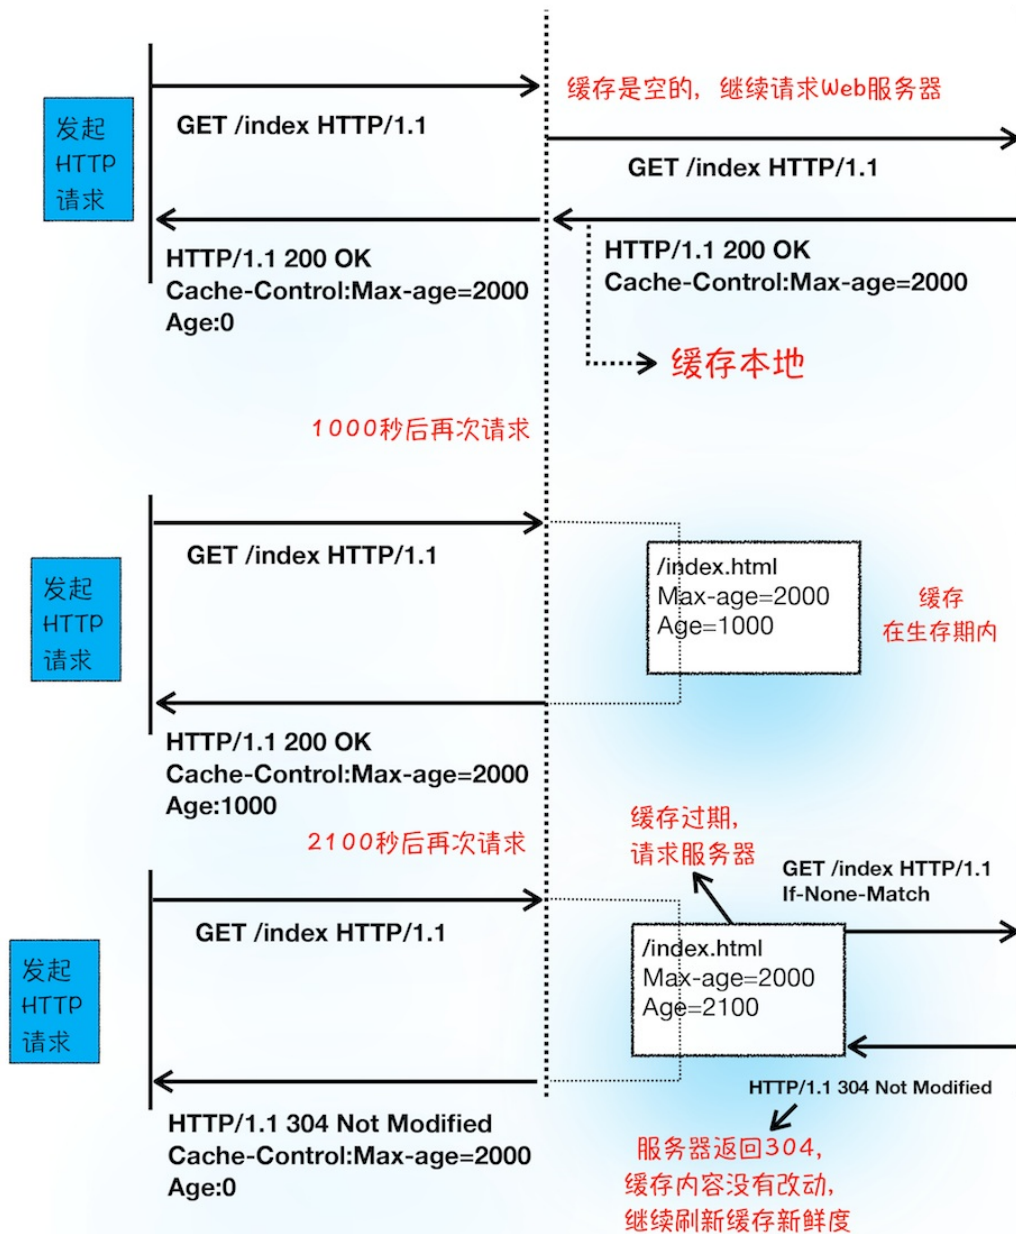 缓存是空的，继续请求Web服务器
发起
HTTP
请求
GET /index HTTP/1.1
GET /index HTTP/1.1
HTTP/1.1 200 OK
Cache-Control:Max-age=2000
Age:0
HTTP/1.1 200 OK
Cache-Control:Max-age=2000
缓存本地
1000秒后再次请求
发起
HTTP
请求
GET /index HTTP/1.1
/index.html
Max-age=2000
Age=1000
缓存
在生存期内
HTTP/1.1 200 OK
Cache-Control:Max-age=2000
Age:1000
2100秒后再次请求
缓存过期，
请求服务器
GET /index HTTP/1.1
If-None-Match
发起
HTTP
请求
GET /index HTTP/1.1
/index.html
Max-age=2000
Age=2100
HTTP/1.1 304 Not Modified
HTTP/1.1 304 Not Modified
Cache-Control:Max-age=2000
Age:0
服务器返回304，
缓存内容没有改动，
继续刷新缓存新鲜度